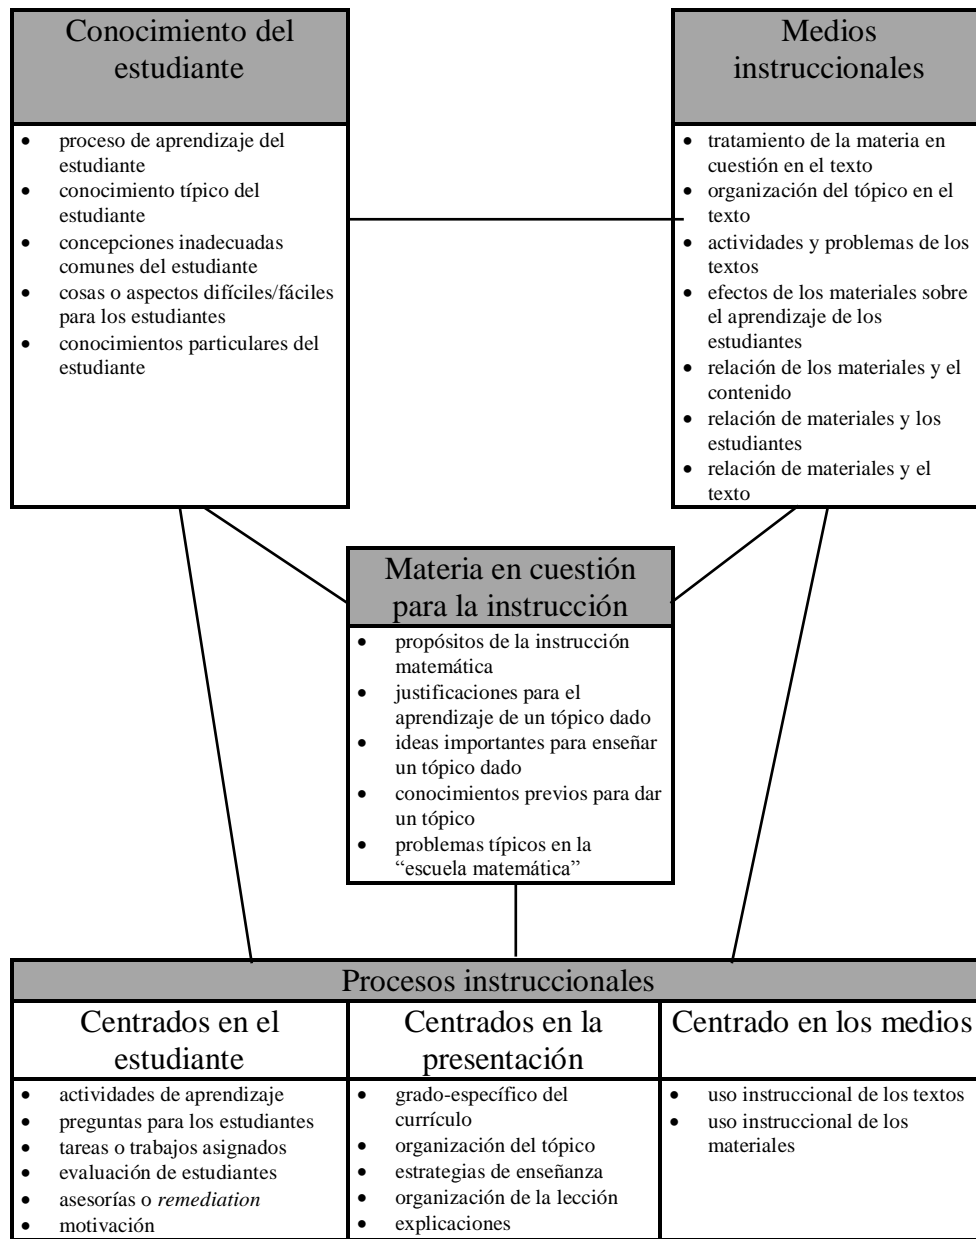 Conocimiento del
estudiante
• proceso de aprendizaje del
estudiante
• conocimiento típico del
estudiante
• concepciones inadecuadas
comunes del estudiante
• cosas o aspectos difíciles/fáciles
para los estudiantes
• conocimientos particulares del
estudiante
Medios
instruccionales
• tratamiento de la materia en
cuestión en el texto
• organización del tópico en el
texto
• actividades y problemas de los
textos
• efectos de los materiales sobre
el aprendizaje de los
estudiantes
• relación de los materiales y el
contenido
• relación de materiales y los
estudiantes
• relación de materiales y el
texto
Materia en cuestión
para la instrucción
• propósitos de la instrucción
matemática
• justificaciones para el
aprendizaje de un tópico dado
• ideas importantes para enseñar
un tópico dado
• conocimientos previos para dar
un tópico
• problemas típicos en la
“escuela matemática”
Procesos instruccionales
Centrados en el
estudiante
• actividades de aprendizaje
• preguntas para los estudiantes
• tareas o trabajos asignados
• evaluación de estudiantes
• asesorías o remediation
• motivación
Centrados en la
presentación
• grado-específico del
currículo
• organización del tópico
• estrategias de enseñanza
• organización de la lección
• explicaciones
Centrado en los medios
• uso instruccional de los textos
• uso instruccional de los
materiales